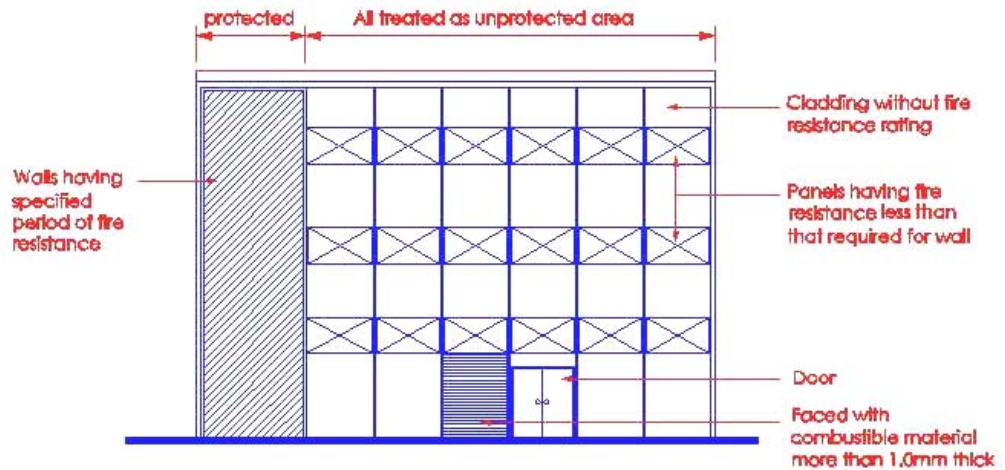 protected
All treated as unprotected area
Cladding without fire
resistance rating
Walls having
specified
period of fire
resistance
Panels having fire
resistance less than
that required for wall
Door
Faced with
combustible material
more than 1.0mm thick